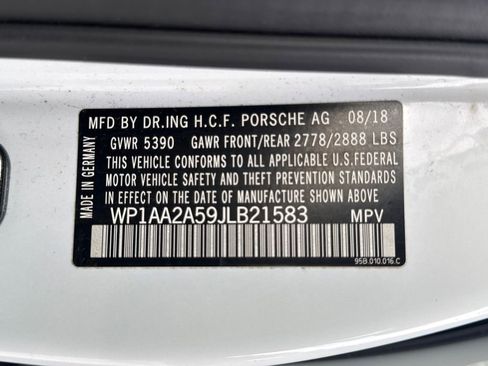 MFD BY DR.ING H.C.F. PORSCHE AG 08/18
GVWR 5390 GAWR FRONT/REAR 2778/2888 LBS
THIS VEHICLE CONFORMS TO ALL APPLICABLE U.S.FEDERAL
MOTOR VEHICLE SAFETY AND THEFT PREVENTION STANDARDS
IN EFFECT ON THE DATE OF MANUFACTURE SHOWN ABOVE.
WP1AA2A59JLB21583 MPV
MADE IN GERMANY
95B.010.016.C